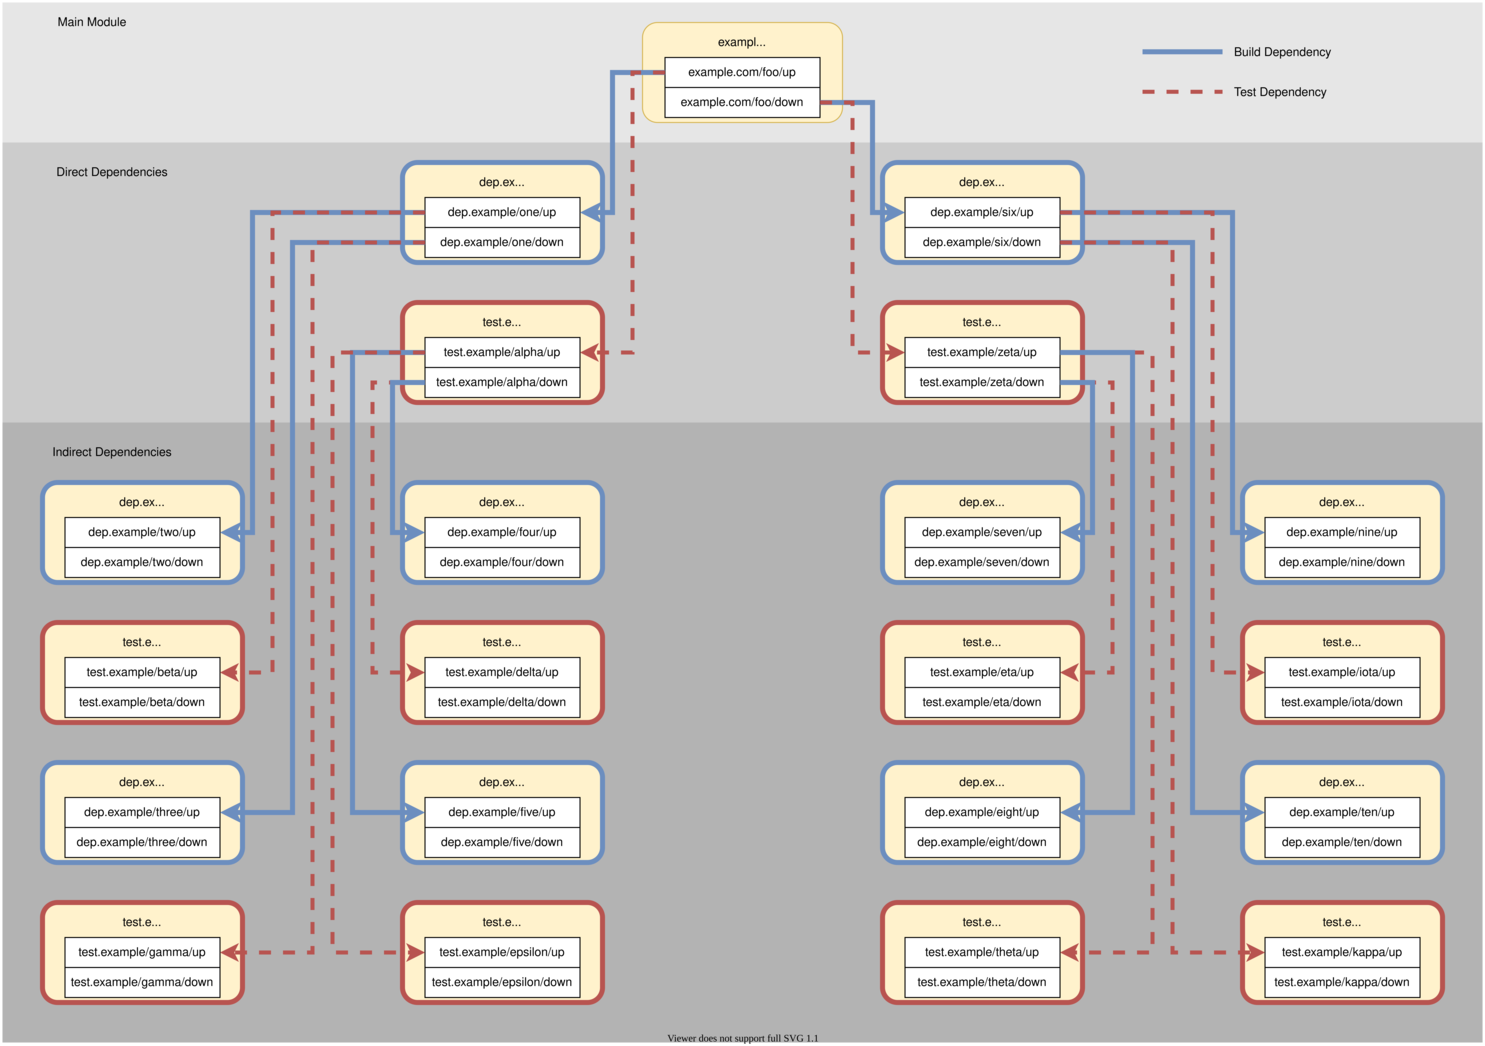 Main Module
exampl...
example.com/foo/up
example.com/foo/down
Build Dependency
Test Dependency
Direct Dependencies
dep.ex...
dep.example/one/up
dep.example/one/down
dep.ex...
dep.example/six/up
dep.example/six/down
test.e...
test.example/alpha/up
test.example/alpha/down
test.e...
test.example/zeta/up
test.example/zeta/down
Indirect Dependencies
dep.ex...
dep.example/two/up
dep.example/two/down
dep.ex...
dep.example/four/up
dep.example/four/down
dep.ex...
dep.example/seven/up
dep.example/seven/down
dep.ex...
dep.example/nine/up
dep.example/nine/down
test.e...
test.example/beta/up
test.example/beta/down
test.e...
test.example/delta/up
test.example/delta/down
test.e...
test.example/eta/up
test.example/eta/down
test.e...
test.example/iota/up
test.example/iota/down
dep.ex...
dep.example/three/up
dep.example/three/down
dep.ex...
dep.example/five/up
dep.example/five/down
dep.ex...
dep.example/eight/up
dep.example/eight/down
dep.ex...
dep.example/ten/up
dep.example/ten/down
test.e...
test.example/gamma/up
test.example/gamma/down
test.e...
test.example/epsilon/up
test.example/epsilon/down
test.e...
test.example/theta/up
test.example/theta/down
test.e...
test.example/kappa/up
test.example/kappa/down
Viewer does not support full SVG 1.1